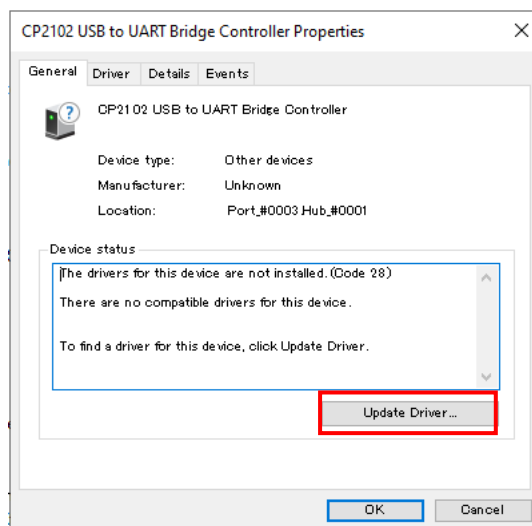 CP2102 USB to UART Bridge Controller Properties
General Driver Details Events
CP2102 USB to UART Bridge Controller
Device type: Other devices
Manufacturer: Unknown
Location: Port_#0003.Hub_#0001
Device status
The drivers for this device are not installed. (Code 28)
There are no compatible drivers for this device.
To find a driver for this device, click Update Driver.
Update Driver...
OK Cancel